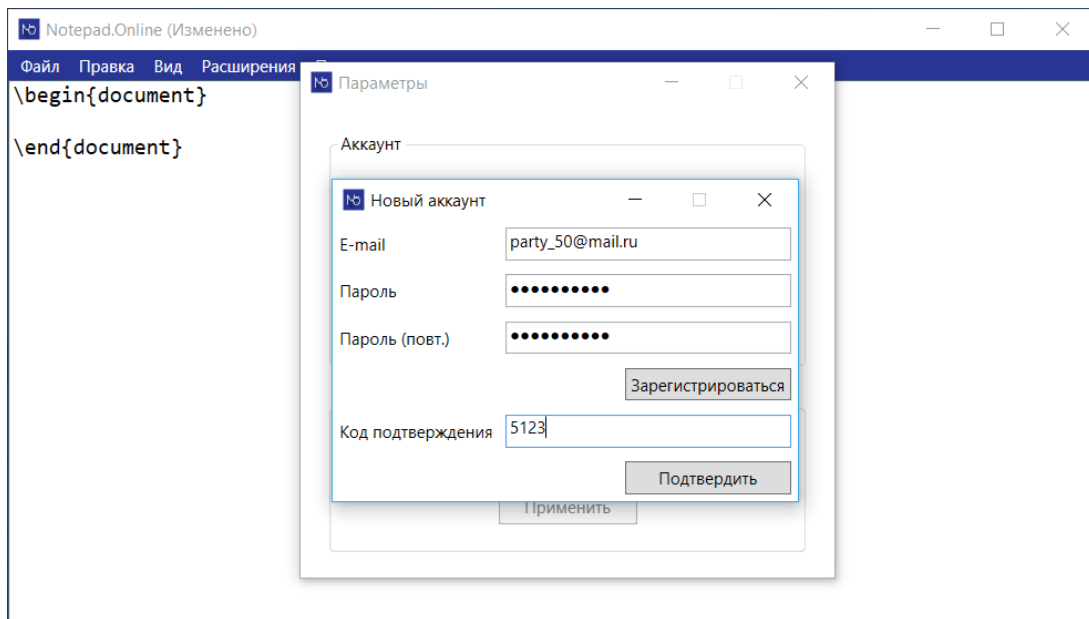 Notepad.Online (Изменено)
Файл Правка Вид Расширения
\begin{document}
\end{document}
Параметры
Аккаунт
Новый аккаунт
E-mail party_50@mail.ru
Пароль ●●●●●●●●●●
Пароль (повт.) ●●●●●●●●●●
Зарегистрироваться
Код подтверждения 5123
Подтвердить
Применить